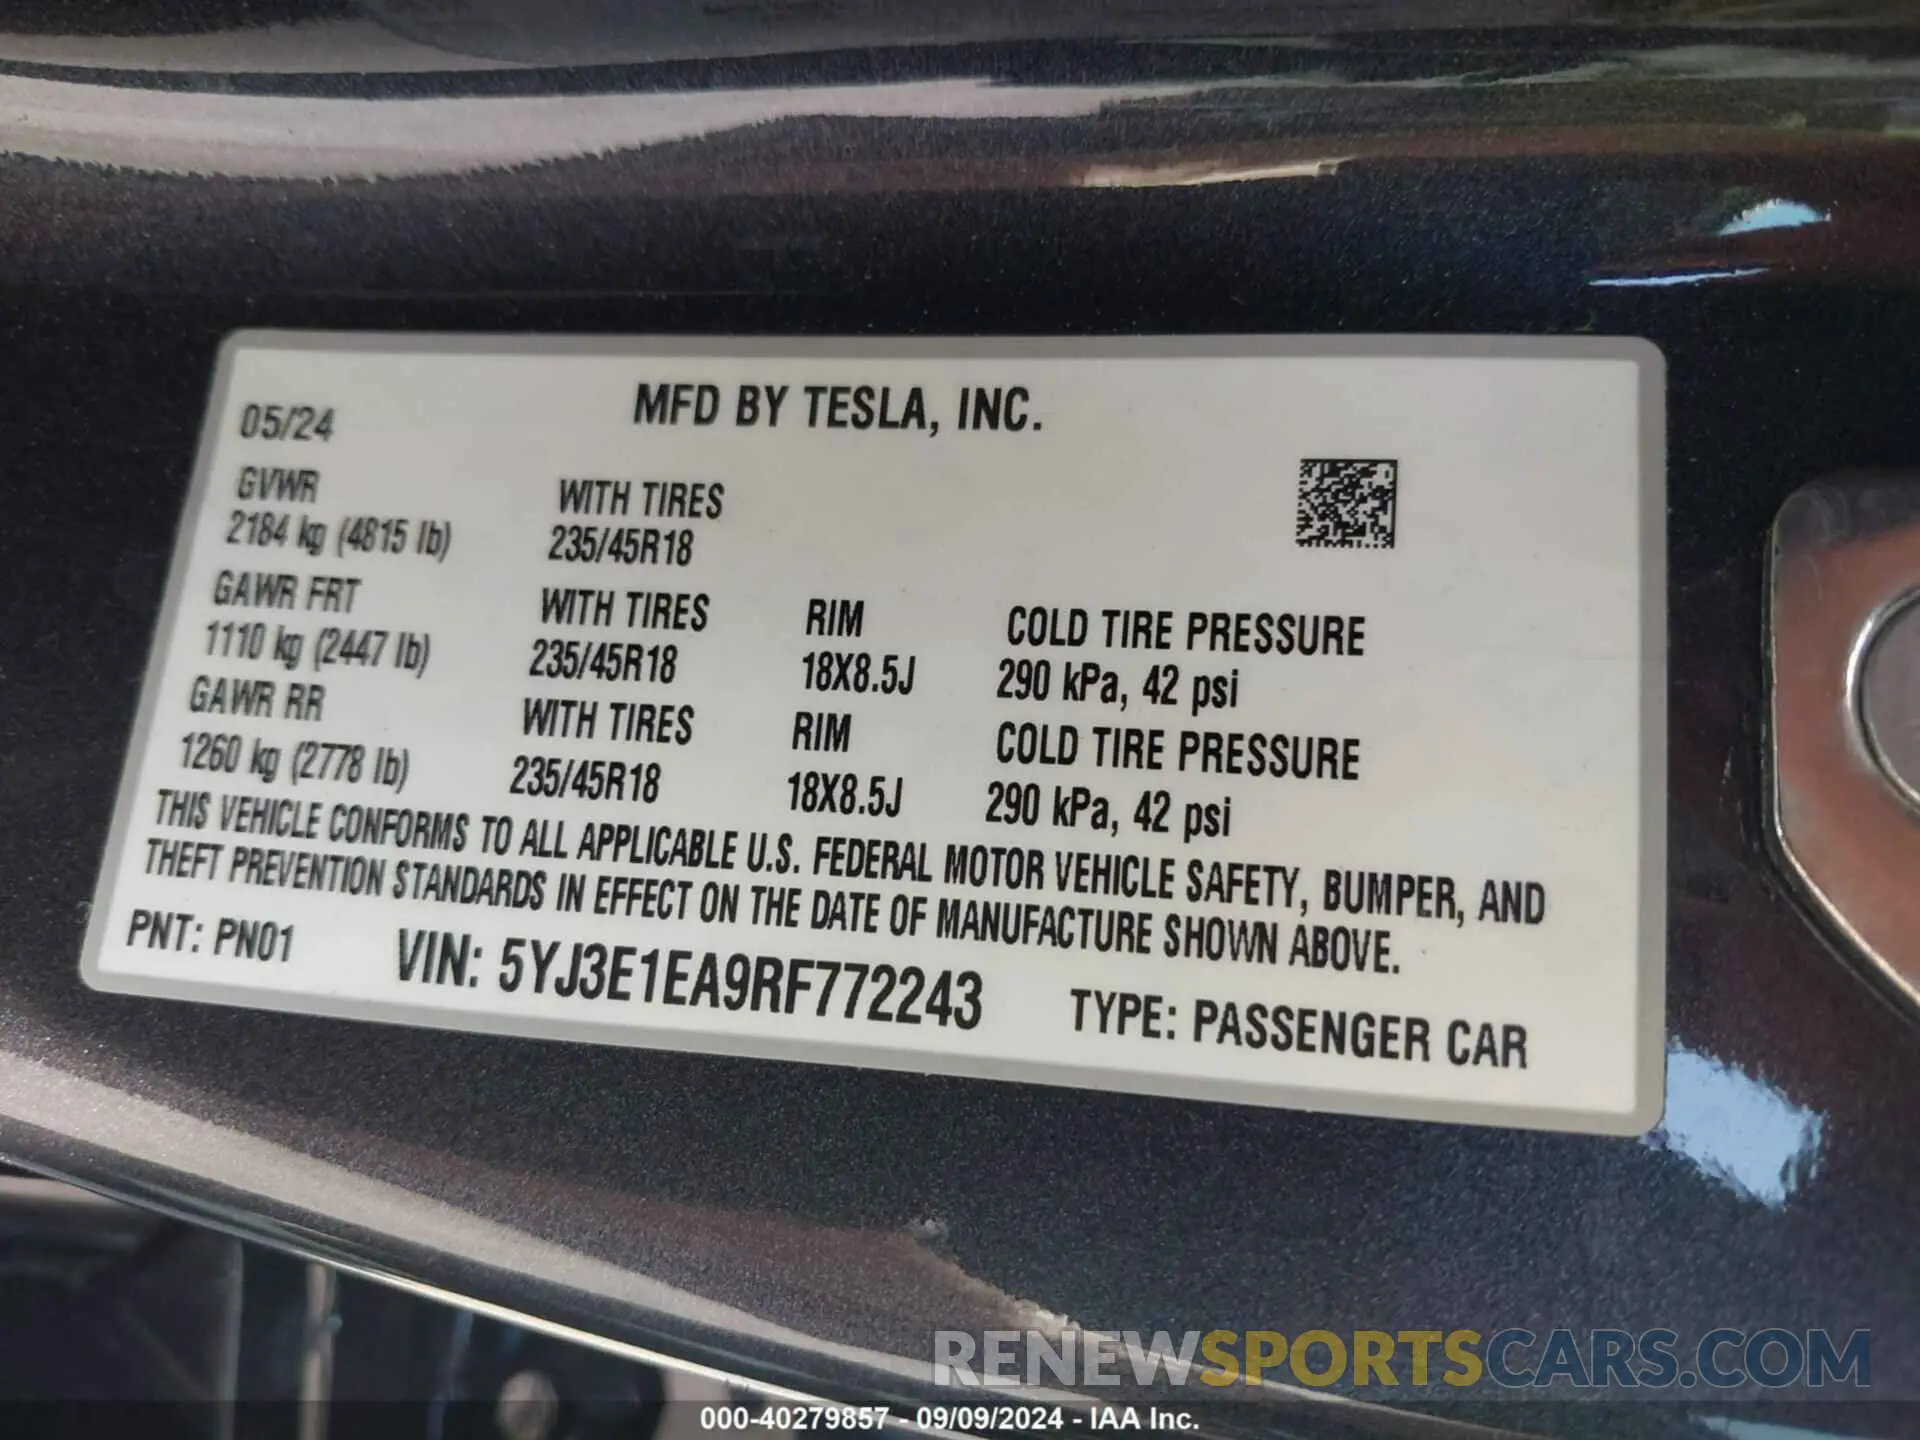 05/24
MFD BY TESLA, INC.
GVWR
2184 kg (4815 lb)
WITH TIRES
235/45R18
GAWR FRT
1110 kg (2447 lb)
WITH TIRES
235/45R18
RIM
18X8.5J
COLD TIRE PRESSURE
290 kPa, 42 psi
GAWR RR
1260 kg (2778 lb)
WITH TIRES
235/45R18
RIM
18X8.5J
COLD TIRE PRESSURE
290 kPa, 42 psi
THIS VEHICLE CONFORMS TO ALL APPLICABLE U.S. FEDERAL MOTOR VEHICLE SAFETY, BUMPER, AND
THEFT PREVENTION STANDARDS IN EFFECT ON THE DATE OF MANUFACTURE SHOWN ABOVE.
PNT: PN01
VIN: 5YJ3E1EA9RF772243
TYPE: PASSENGER CAR
RENEWSPORTSCARS.COM
000-40279857 - 09/09/2024 - IAA Inc.